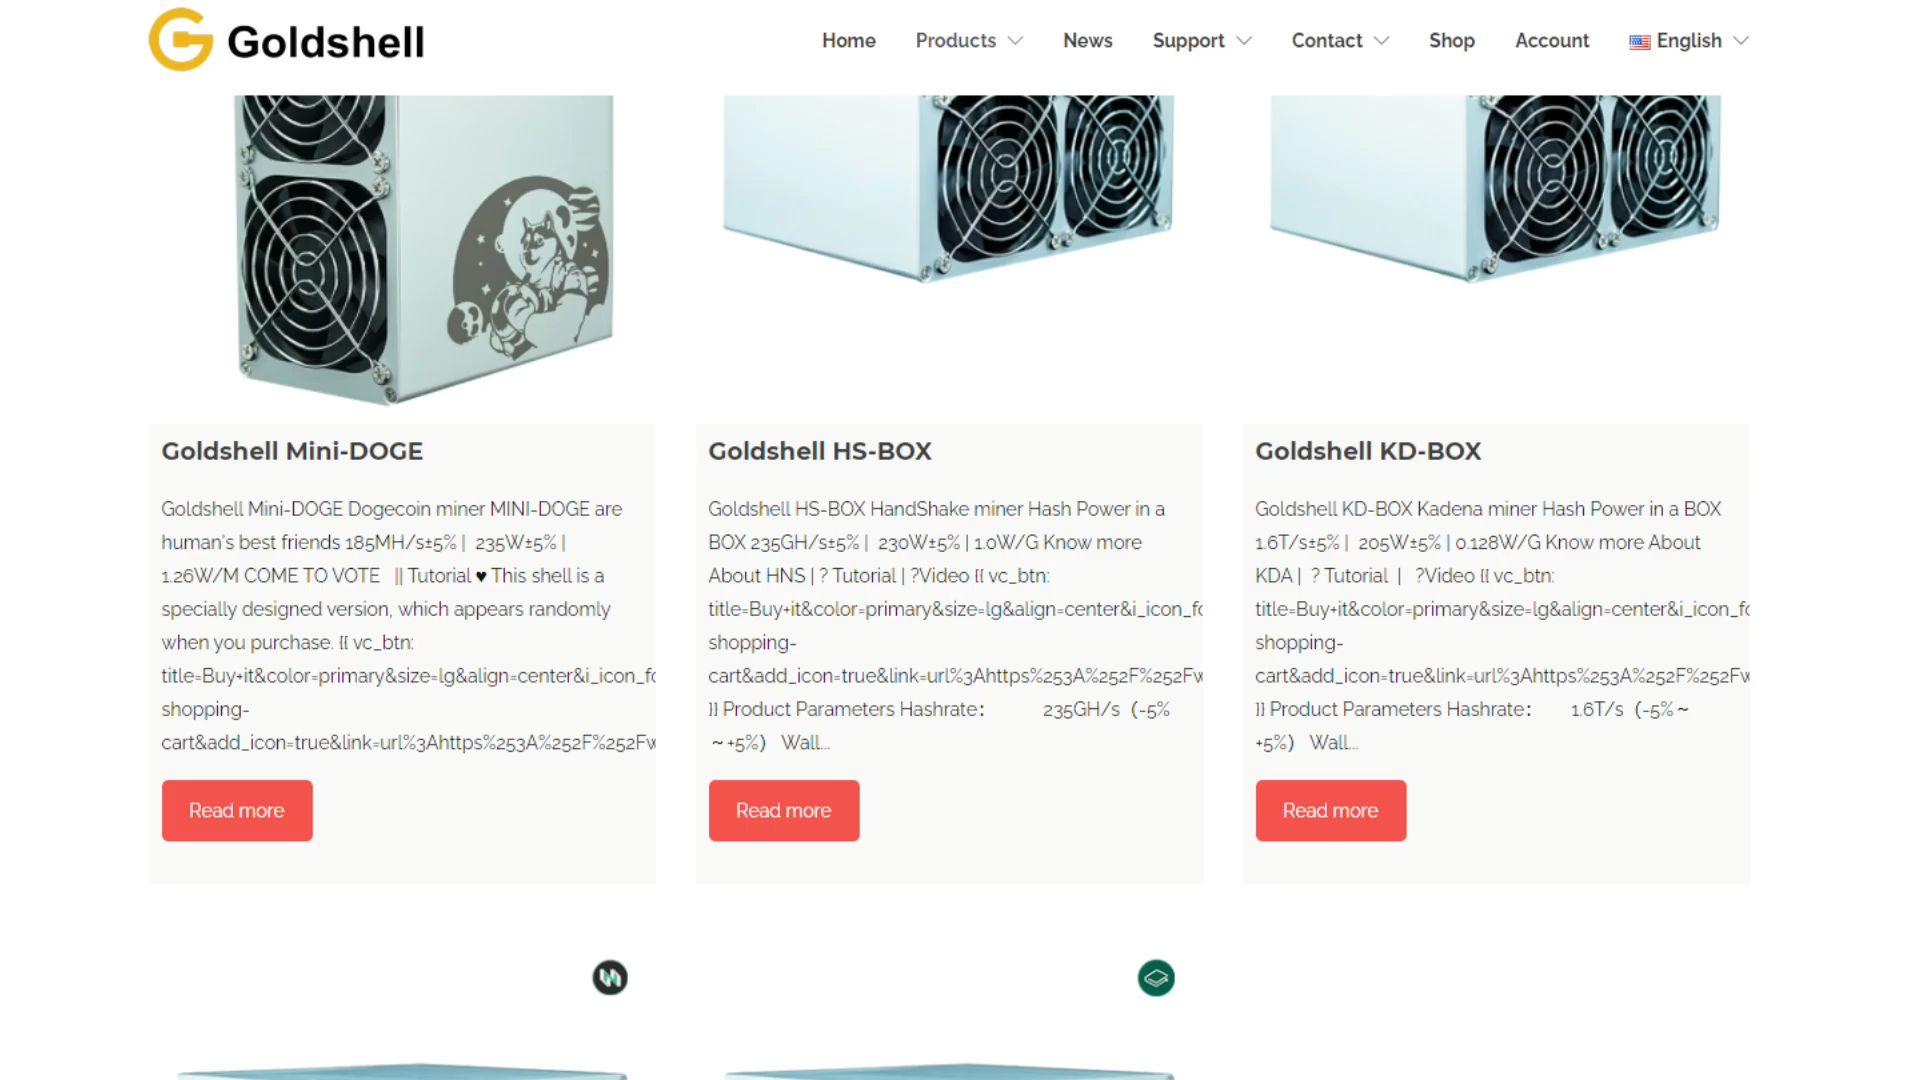 Goldshell
Home Products News Support Contact Shop Account English
Goldshell Mini-DOGE
Goldshell Mini-DOGE Dogecoin miner MINI-DOGE are
human's best friends 185MH/s±5% | 235W±5% |
1.26W/M COME TO VOTE || Tutorial ♥ This shell is a
specially designed version, which appears randomly
when you purchase. {{ vc_btn:
title=Buy+it&color=primary&size=lg&align=center&i_icon_fo
shopping-
cart&add_icon=true&link=url%3Ahttps%253A%252F%252Fw
Read more
Goldshell HS-BOX
Goldshell HS-BOX HandShake miner Hash Power in a
BOX 235GH/s±5% | 230W±5% | 1.0W/G Know more
About HNS | ? Tutorial | ?Video {{ vc_btn:
title=Buy+it&color=primary&size=lg&align=center&i_icon_fo
shopping-
cart&add_icon=true&link=url%3Ahttps%253A%252F%252Fw
}} Product Parameters Hashrate： 235GH/s（-5%
～+5%） Wall...
Read more
Goldshell KD-BOX
Goldshell KD-BOX Kadena miner Hash Power in a BOX
1.6T/s±5% | 205W±5% | 0.128W/G Know more About
KDA | ? Tutorial | ?Video {{ vc_btn:
title=Buy+it&color=primary&size=lg&align=center&i_icon_fo
shopping-
cart&add_icon=true&link=url%3Ahttps%253A%252F%252Fw
}} Product Parameters Hashrate： 1.6T/s（-5%～
+5%） Wall...
Read more